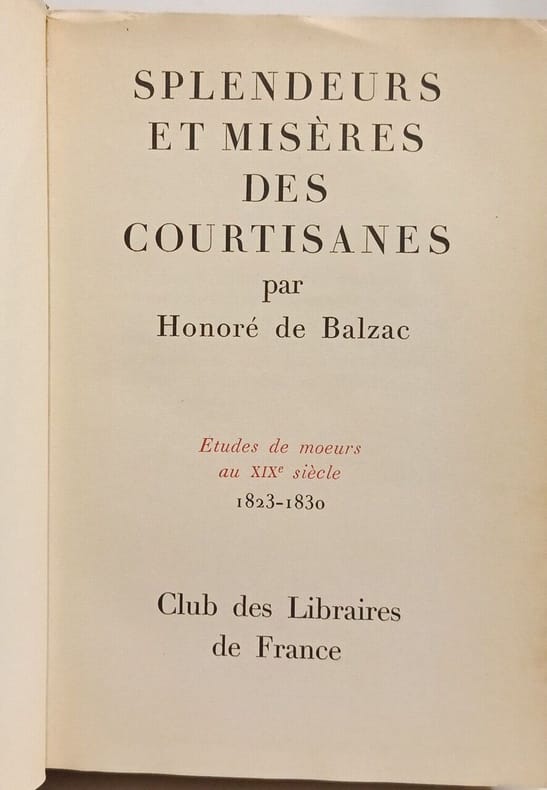 SPLENDEURS
ET MISÈRES
DES
COURTISANES
par
Honoré de Balzac
Etudes de moeurs
au XIXe siècle
1823-1830
Club des Libraires
de France